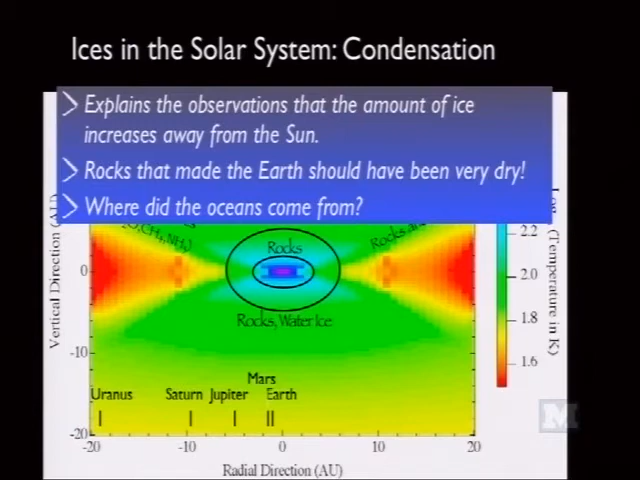 Ices in the Solar System: Condensation
Explains the observations that the amount of ice
increases away from the Sun.
Rocks that made the Earth should have been very dry!
Where did the oceans come from?
Rocks
Rocks, Water Ice
Vertical Direction
0
-10
-20
Mars
Uranus Saturn Jupiter Earth
-20 -10 0 10 20
Radial Direction (AU)
2.2
2.0
1.8
1.6
(Temperature in K)
M